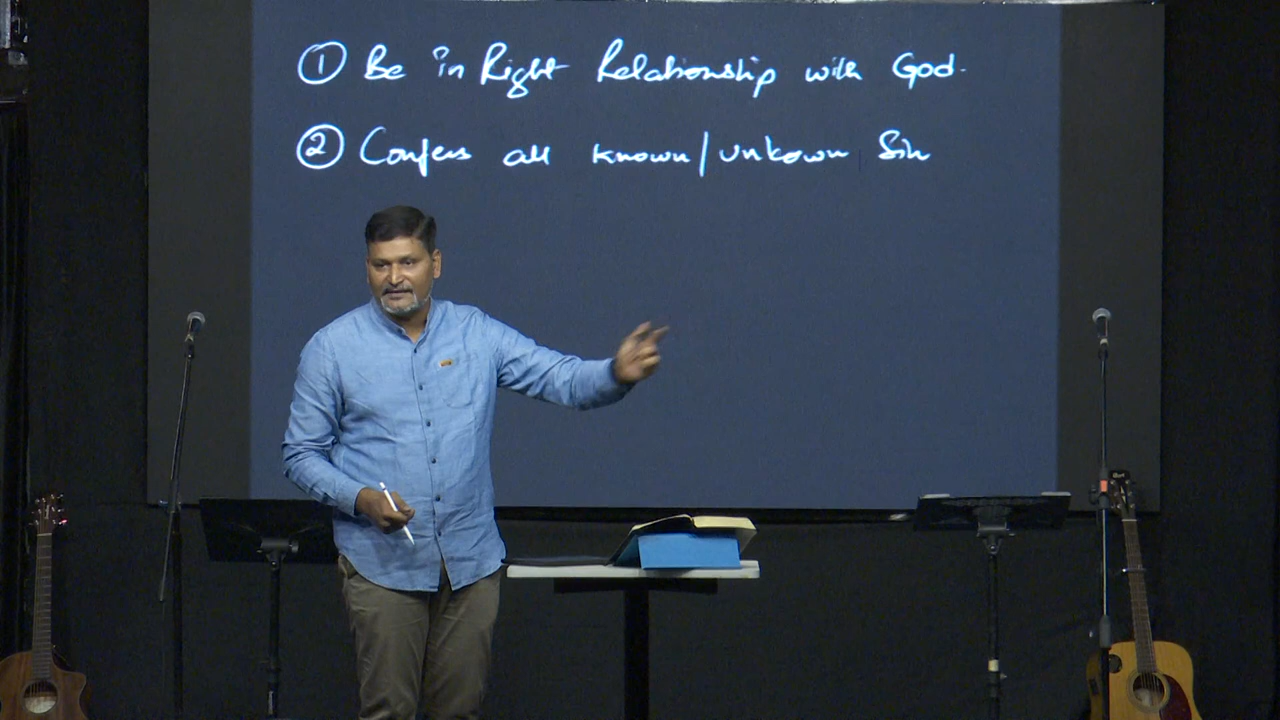 ① Be in Right Relationship with God.
② Confess all known/unkown Sin